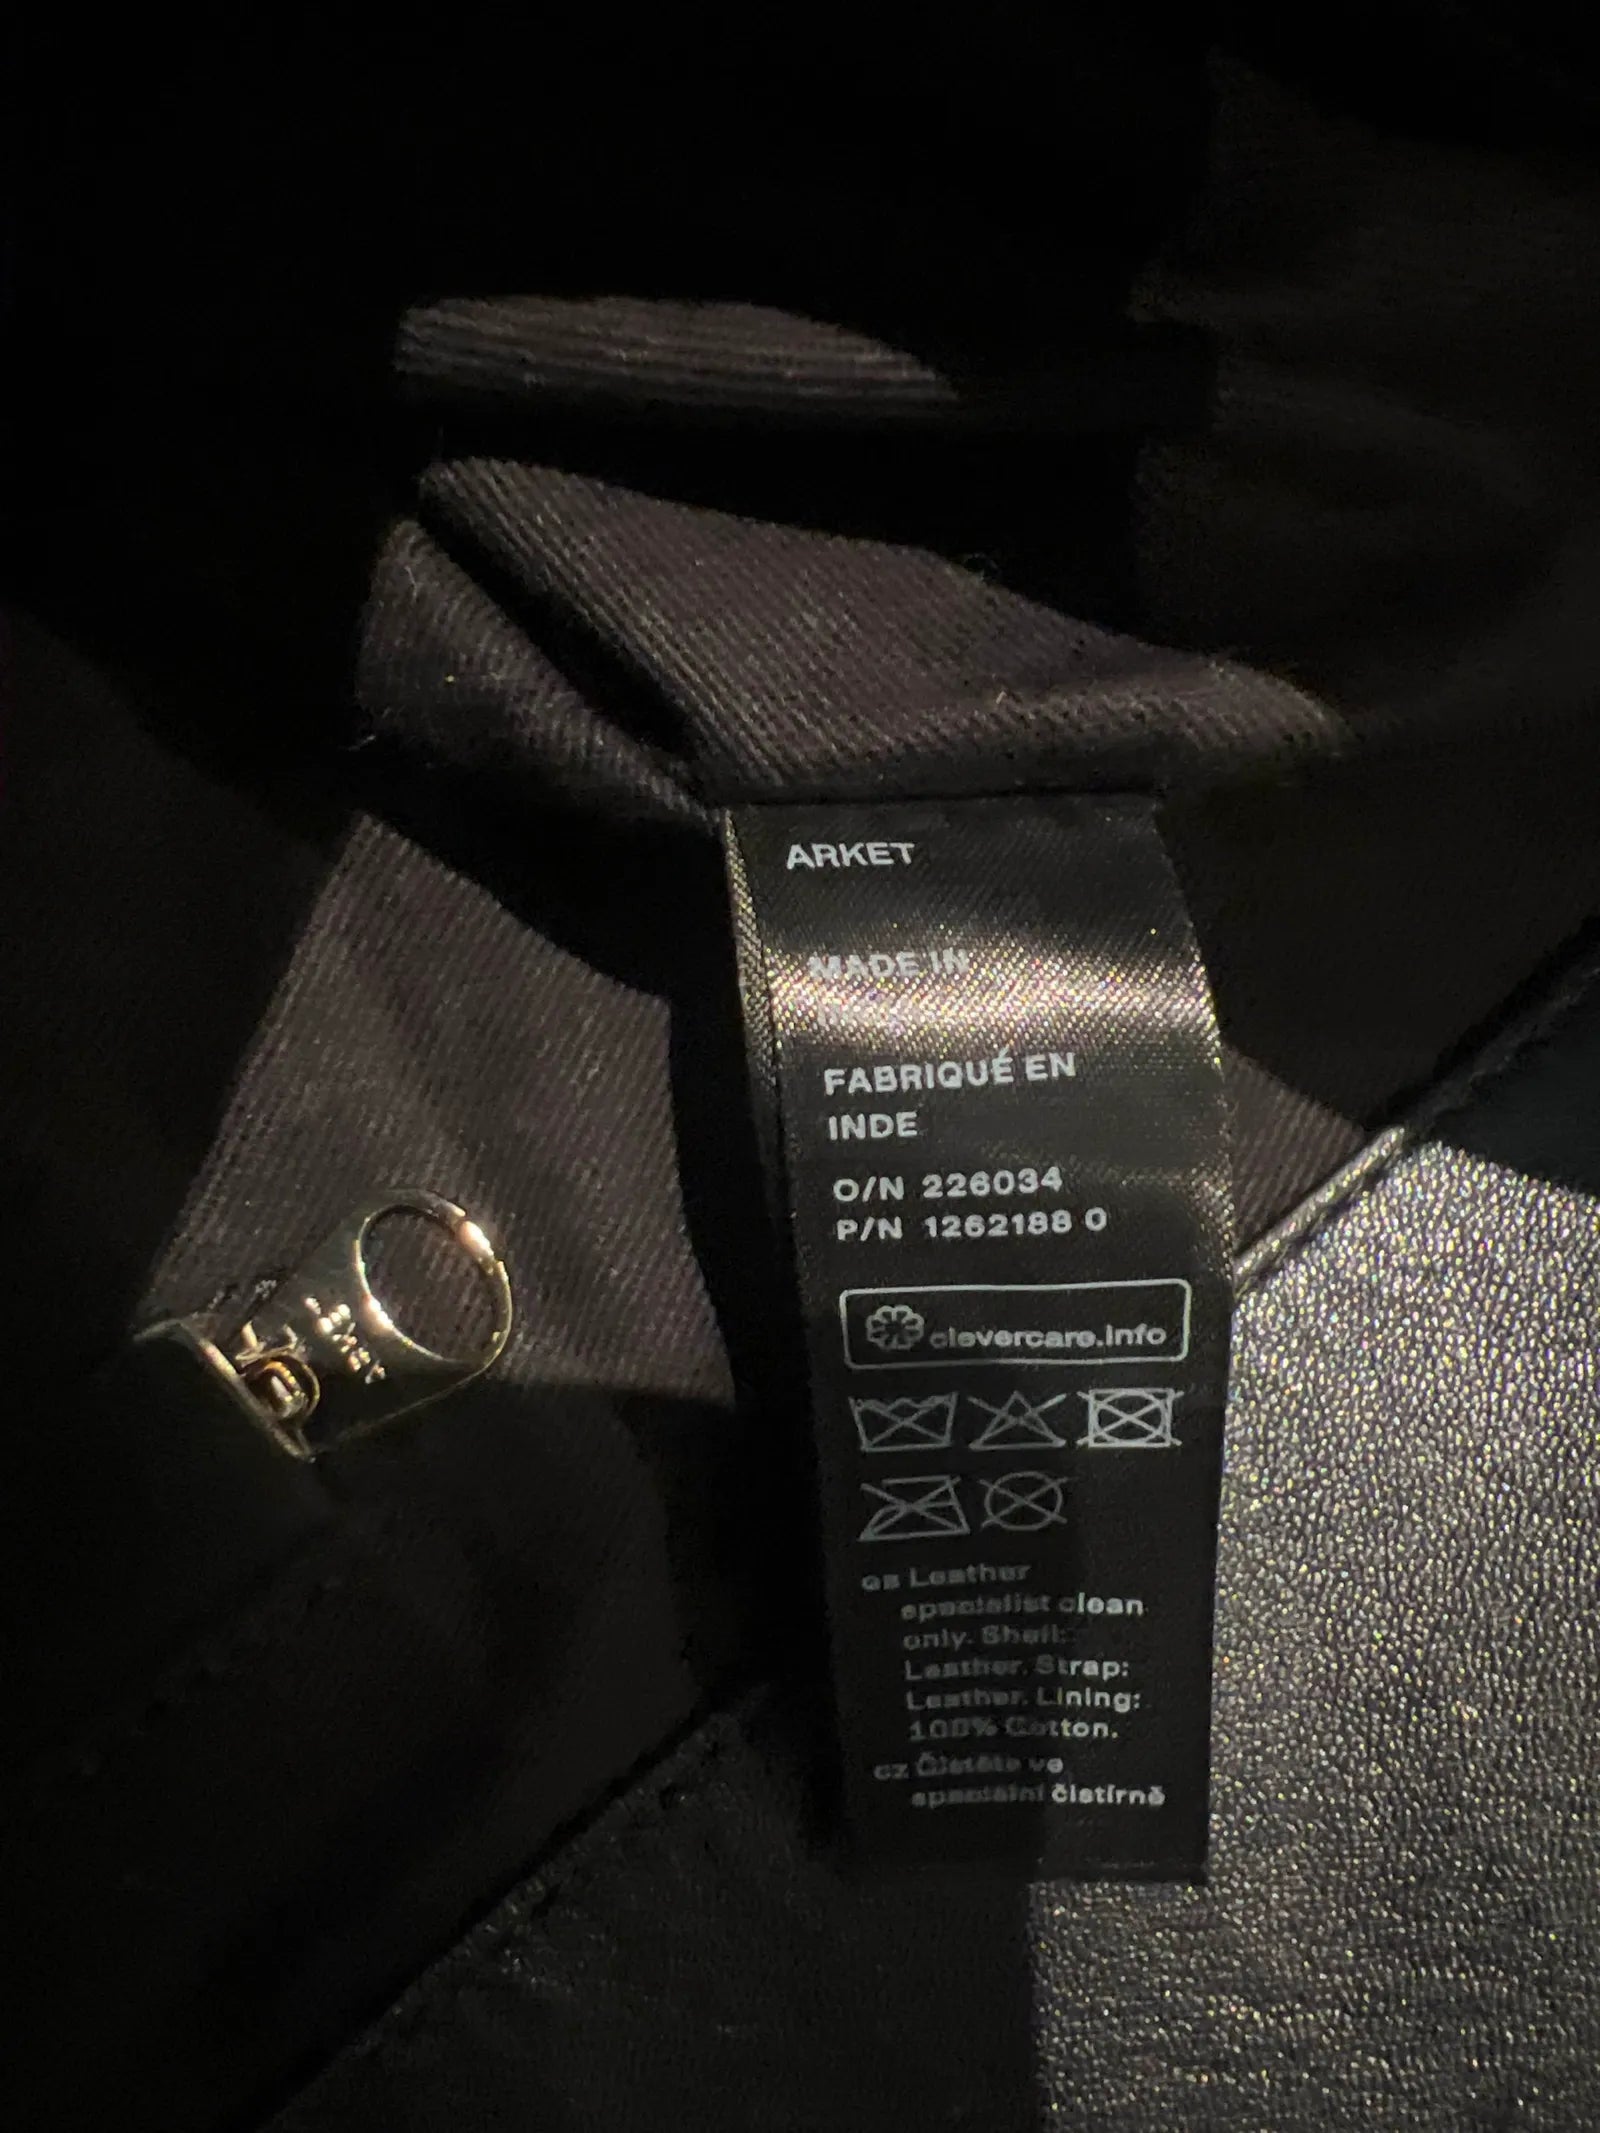 ARKET
MADE IN
FABRIQUÉ EN
INDE
O/N 226034
P/N 1262188 0
clevercare.info
GB Leather
specialist clean
only. Shell:
Leather. Strap:
Leather. Lining:
100% Cotton.
CZ Čistěte ve
speciální čistírně